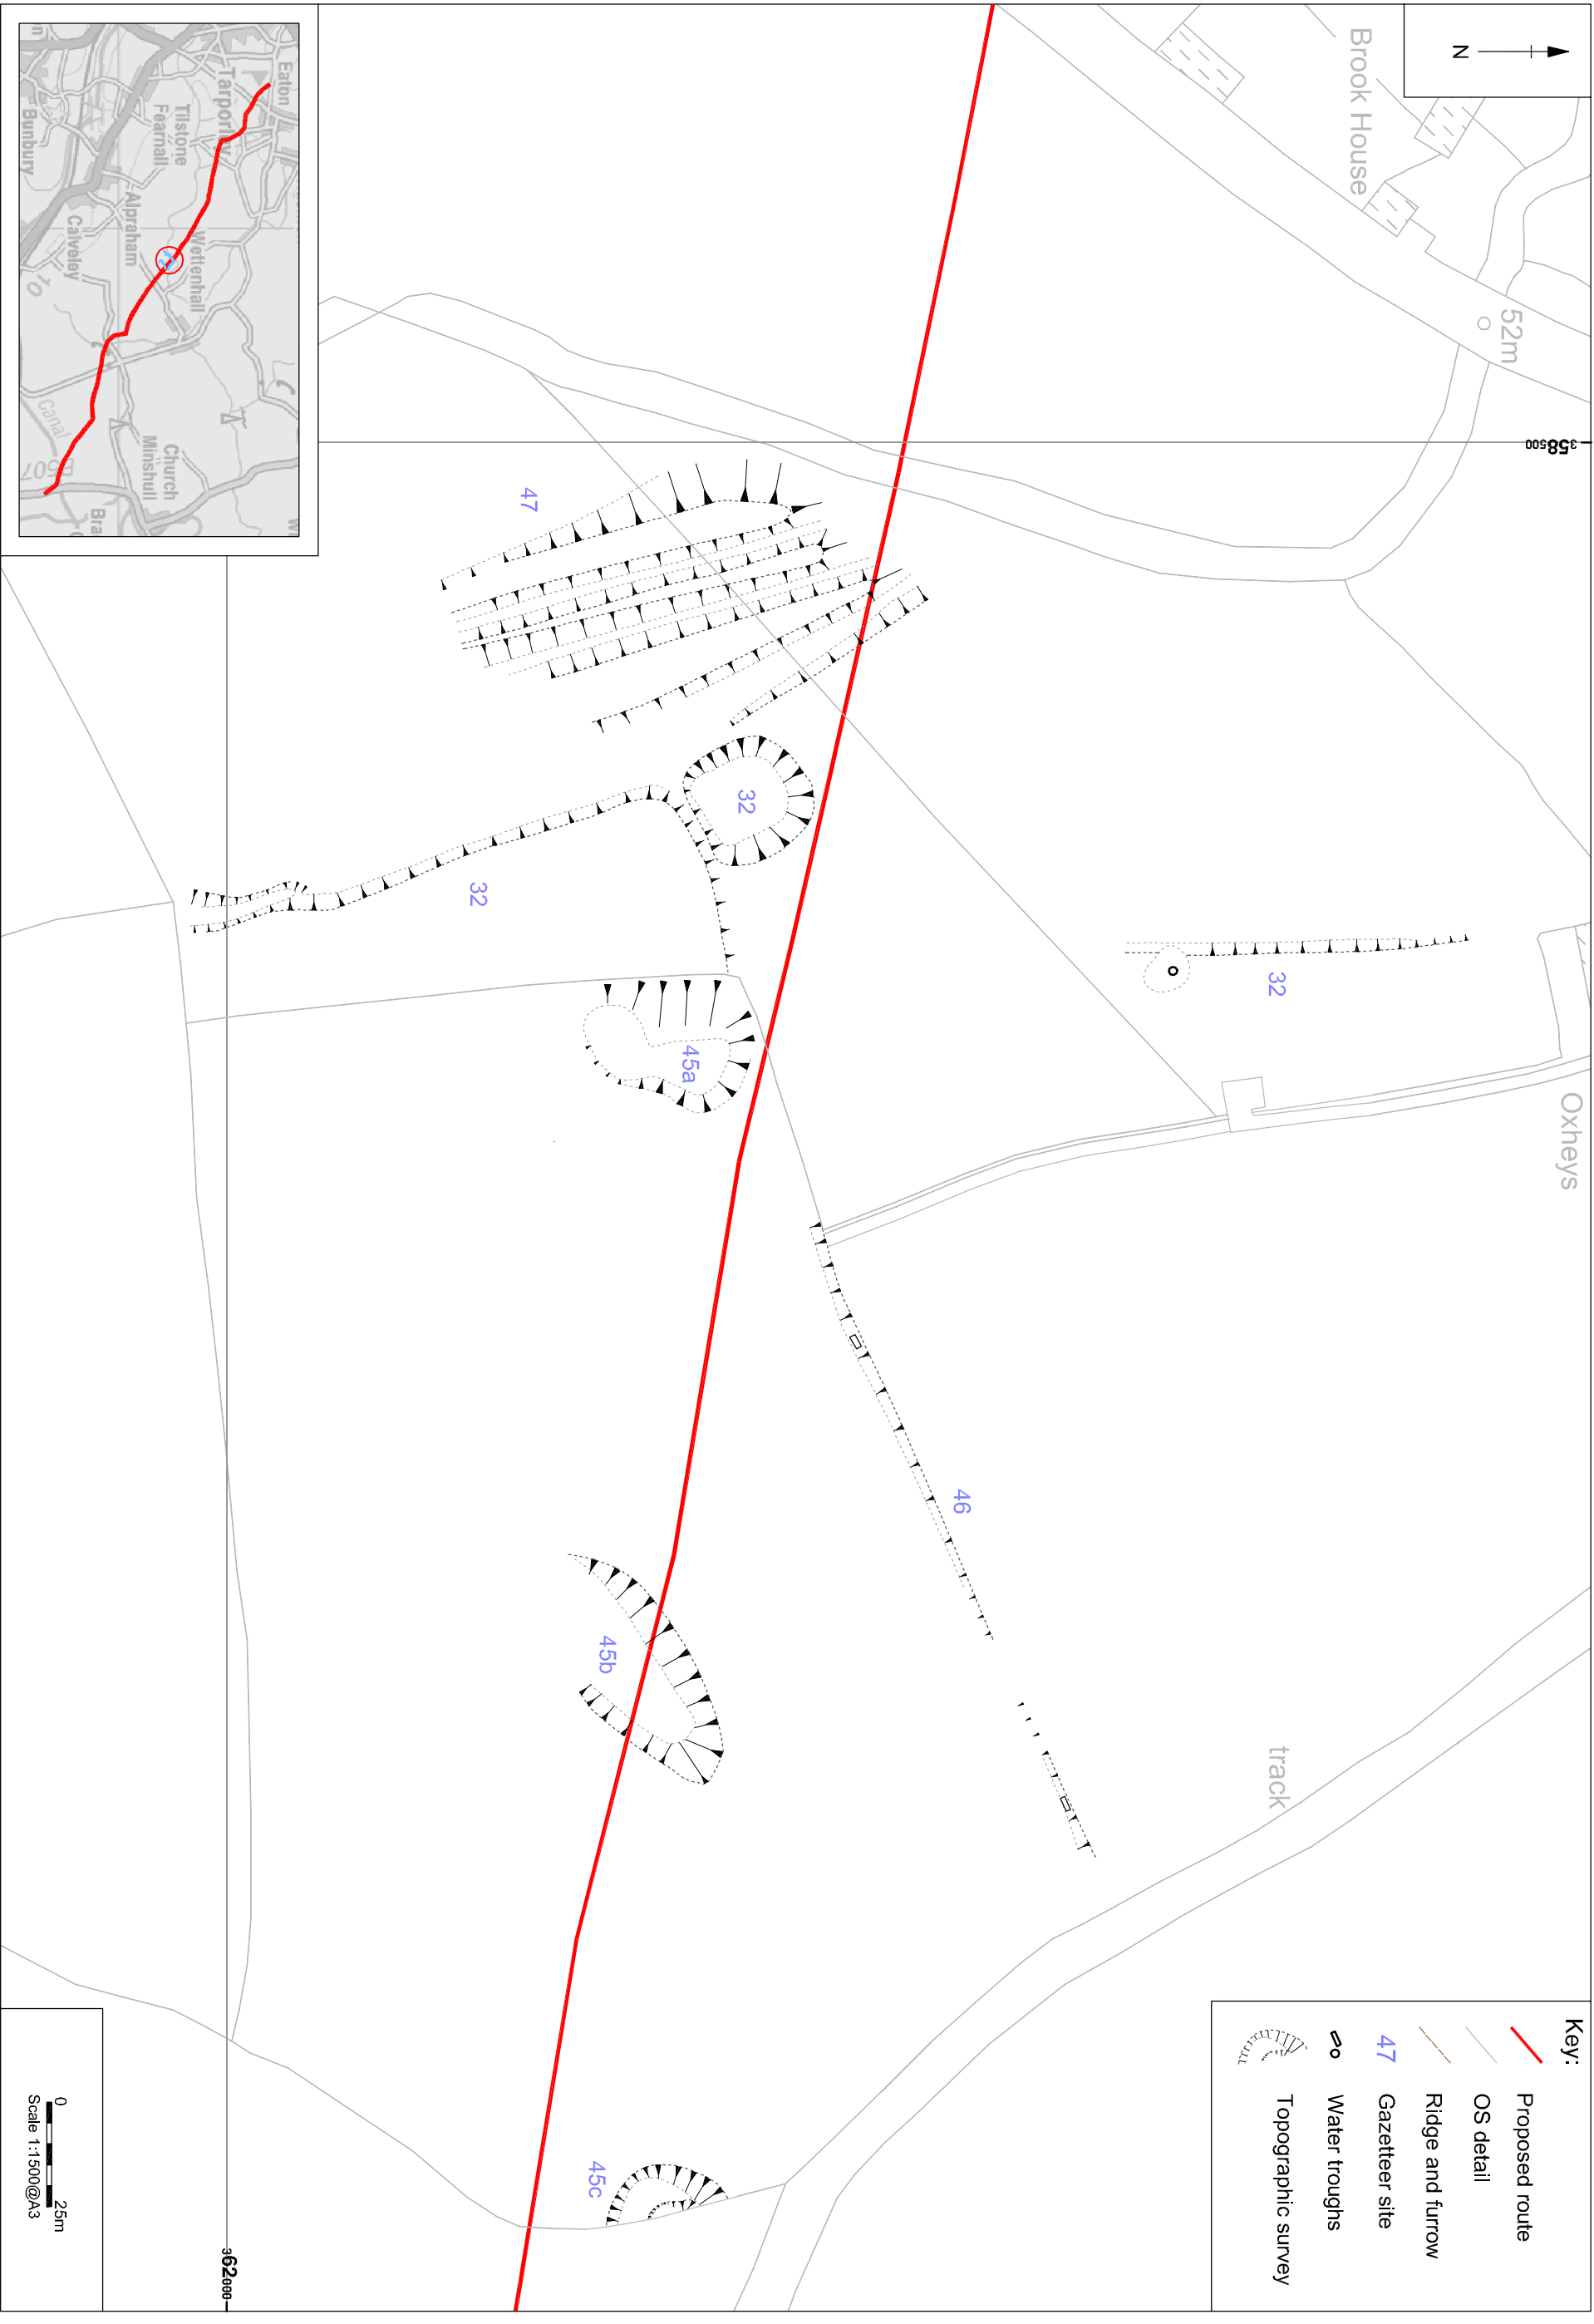 N
Brook House
52m
Oxheys
358500
47
32
32
32
45a
46
45b
45c
track
362000
Key:
Proposed route
OS detail
Ridge and furrow
47 Gazetteer site
Water troughs
Topographic survey
0 25m
Scale 1:1500@A3
Eaton
Tarporley
Tilstone
Fearnall
Bunbury
Alpraham
Calveley
Wettenhall
Church
Minshull
Canal
Bra